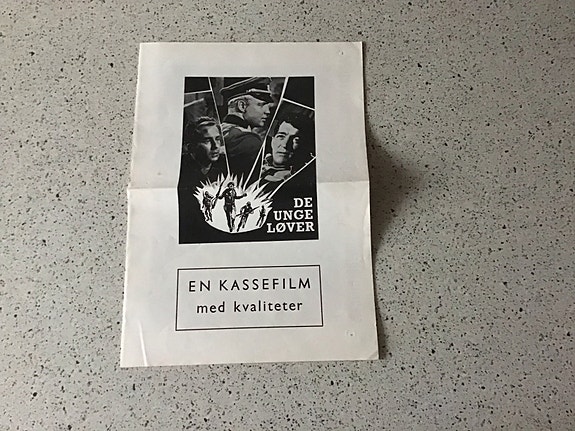 DE
UNGE
LØVER
EN KASSEFILM
med kvaliteter